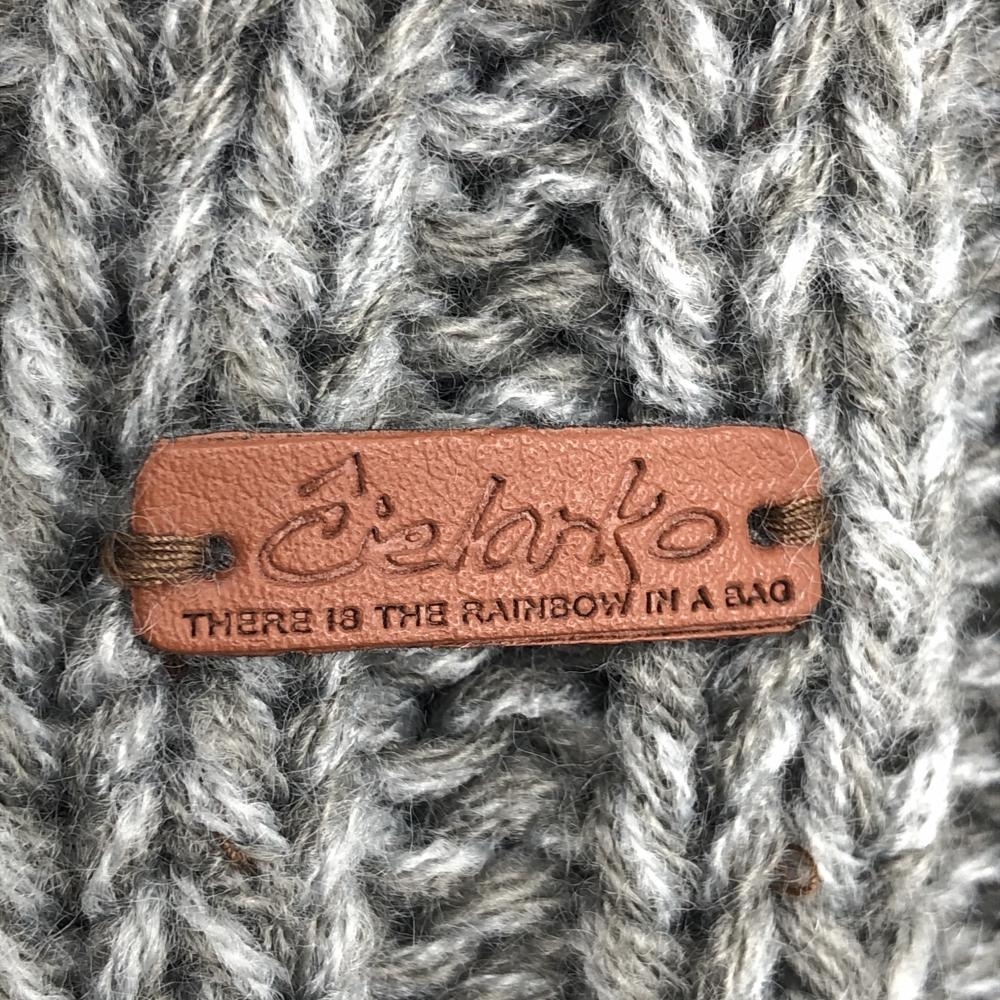 Cielarko
THERE IS THE RAINBOW IN A BAG